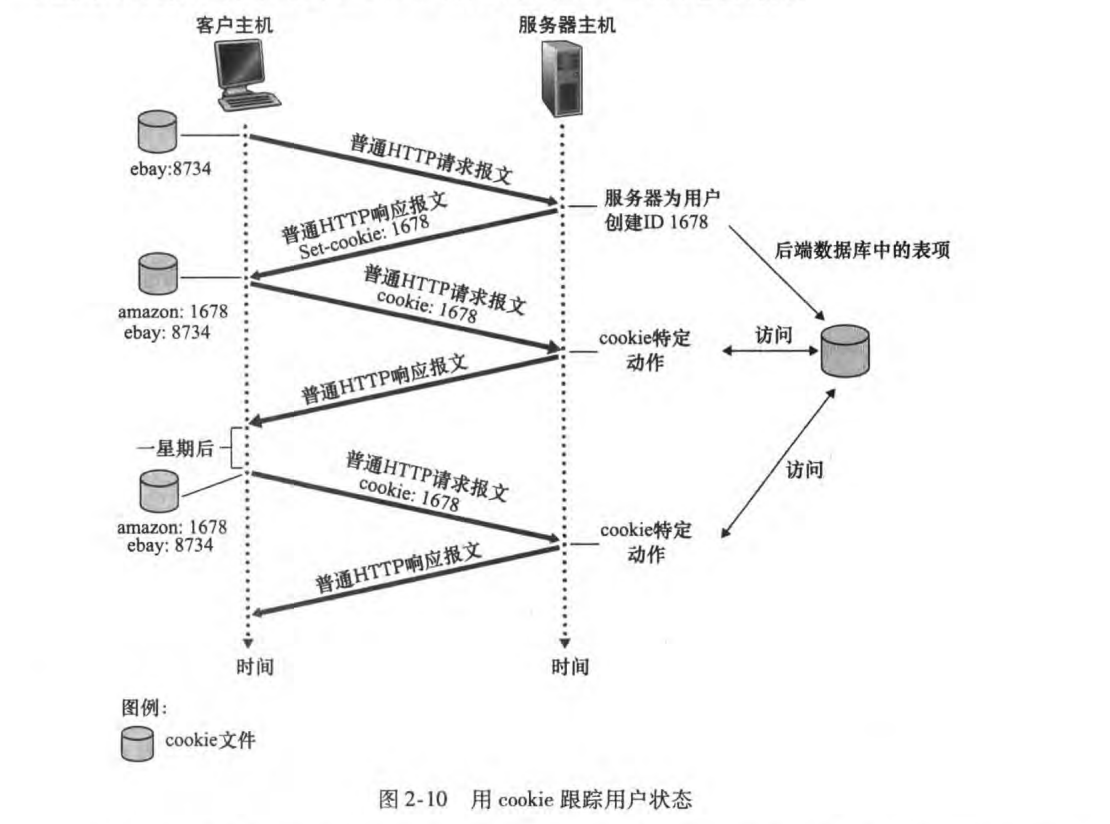 客户主机
服务器主机
ebay:8734
普通HTTP请求报文
服务器为用户
创建ID 1678
普通HTTP响应报文
Set-cookie: 1678
后端数据库中的表项
amazon: 1678
ebay: 8734
普通HTTP请求报文
cookie: 1678
cookie特定
动作
访问
普通HTTP响应报文
一星期后
普通HTTP请求报文
cookie: 1678
访问
amazon: 1678
ebay: 8734
cookie特定
动作
普通HTTP响应报文
时间
时间
图例：
cookie文件
图 2-10 用 cookie 跟踪用户状态